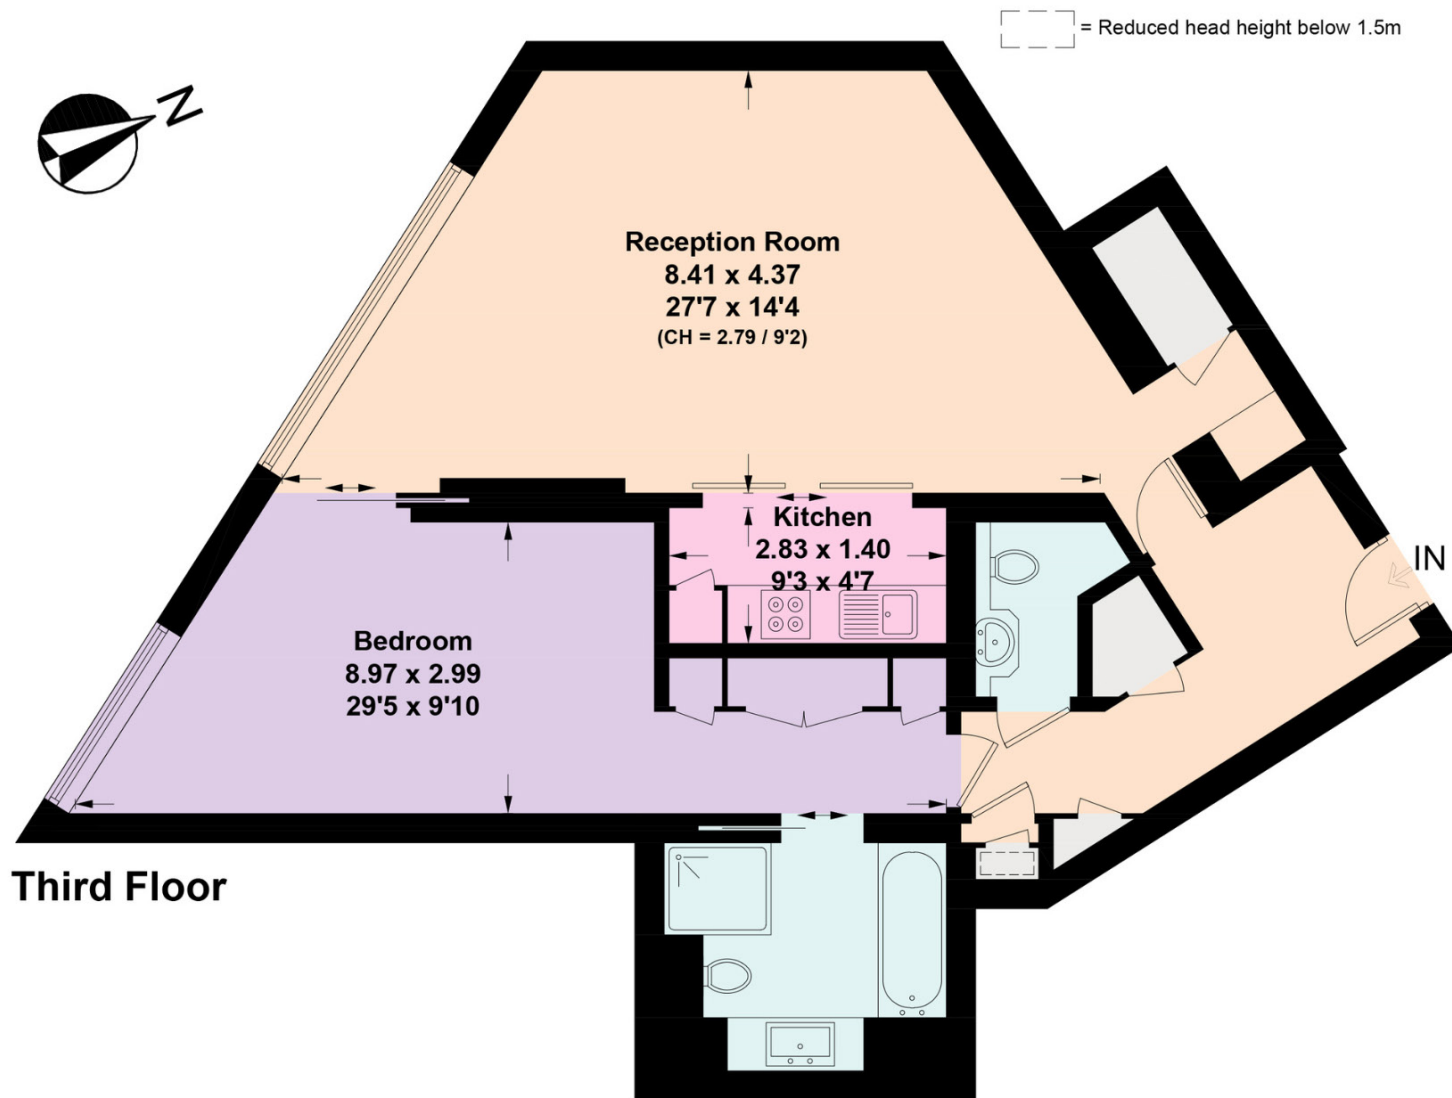 = Reduced head height below 1.5m
N
Reception Room
8.41 x 4.37
27'7 x 14'4
(CH = 2.79 / 9'2)
Kitchen
2.83 x 1.40
9'3 x 4'7
IN
Bedroom
8.97 x 2.99
29'5 x 9'10
Third Floor